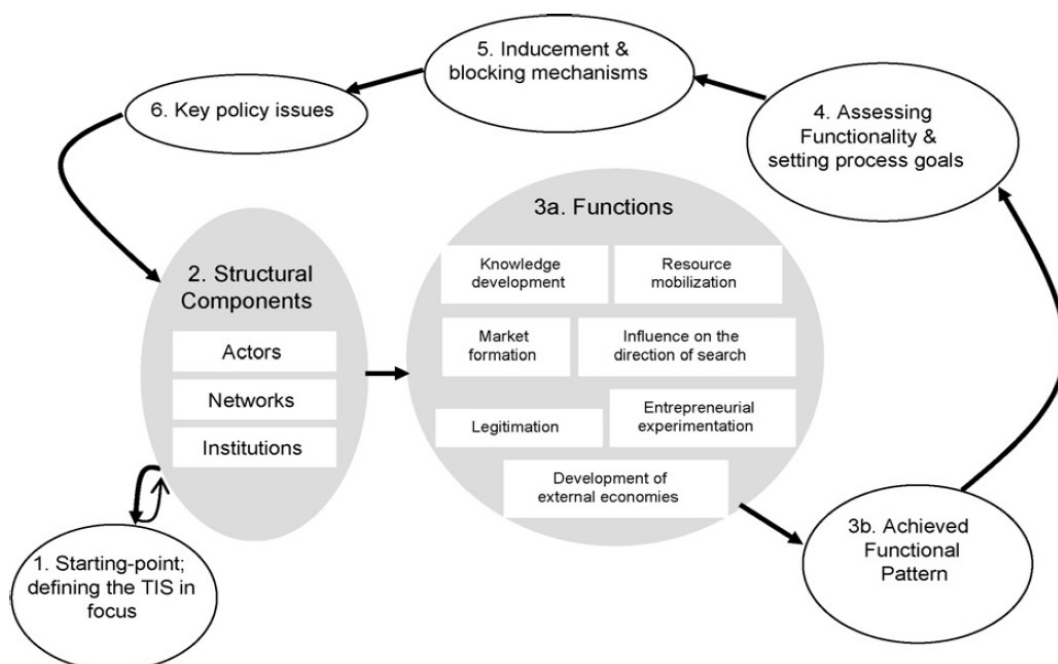 5. Inducement &
blocking mechanisms
6. Key policy issues
4. Assessing
Functionality &
setting process goals
3a. Functions
Knowledge
development
Resource
mobilization
2. Structural
Components
Market
formation
Influence on the
direction of search
Actors
Networks
Institutions
Legitimation
Entrepreneurial
experimentation
Development of
external economies
1. Starting-point;
defining the TIS in
focus
3b. Achieved
Functional
Pattern